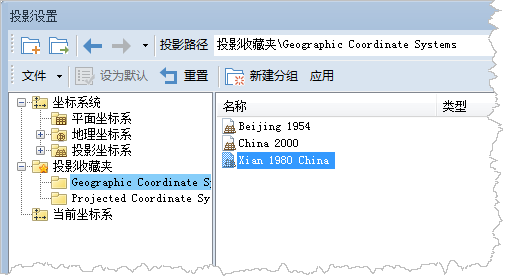 投影设置
投影路径 投影收藏夹\Geographic Coordinate Systems
文件 设为默认 重置 新建分组 应用
坐标系统
平面坐标系
地理坐标系
投影坐标系
投影收藏夹
Geographic Coordinate Sy
Projected Coordinate Sy
当前坐标系
名称 类型
Beijing 1954
China 2000
Xian 1980 China